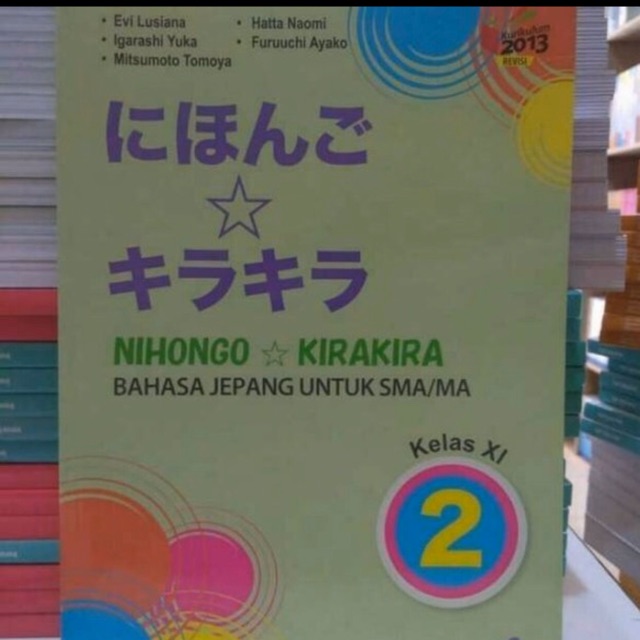 • Evi Lusiana
• Igarashi Yuka
• Mitsumoto Tomoya
• Hatta Naomi
• Furuuchi Ayako
Kurikulum
2013
REVISI
にほんご
☆
キラキラ
NIHONGO ☆ KIRAKIRA
BAHASA JEPANG UNTUK SMA/MA
Kelas XI
2